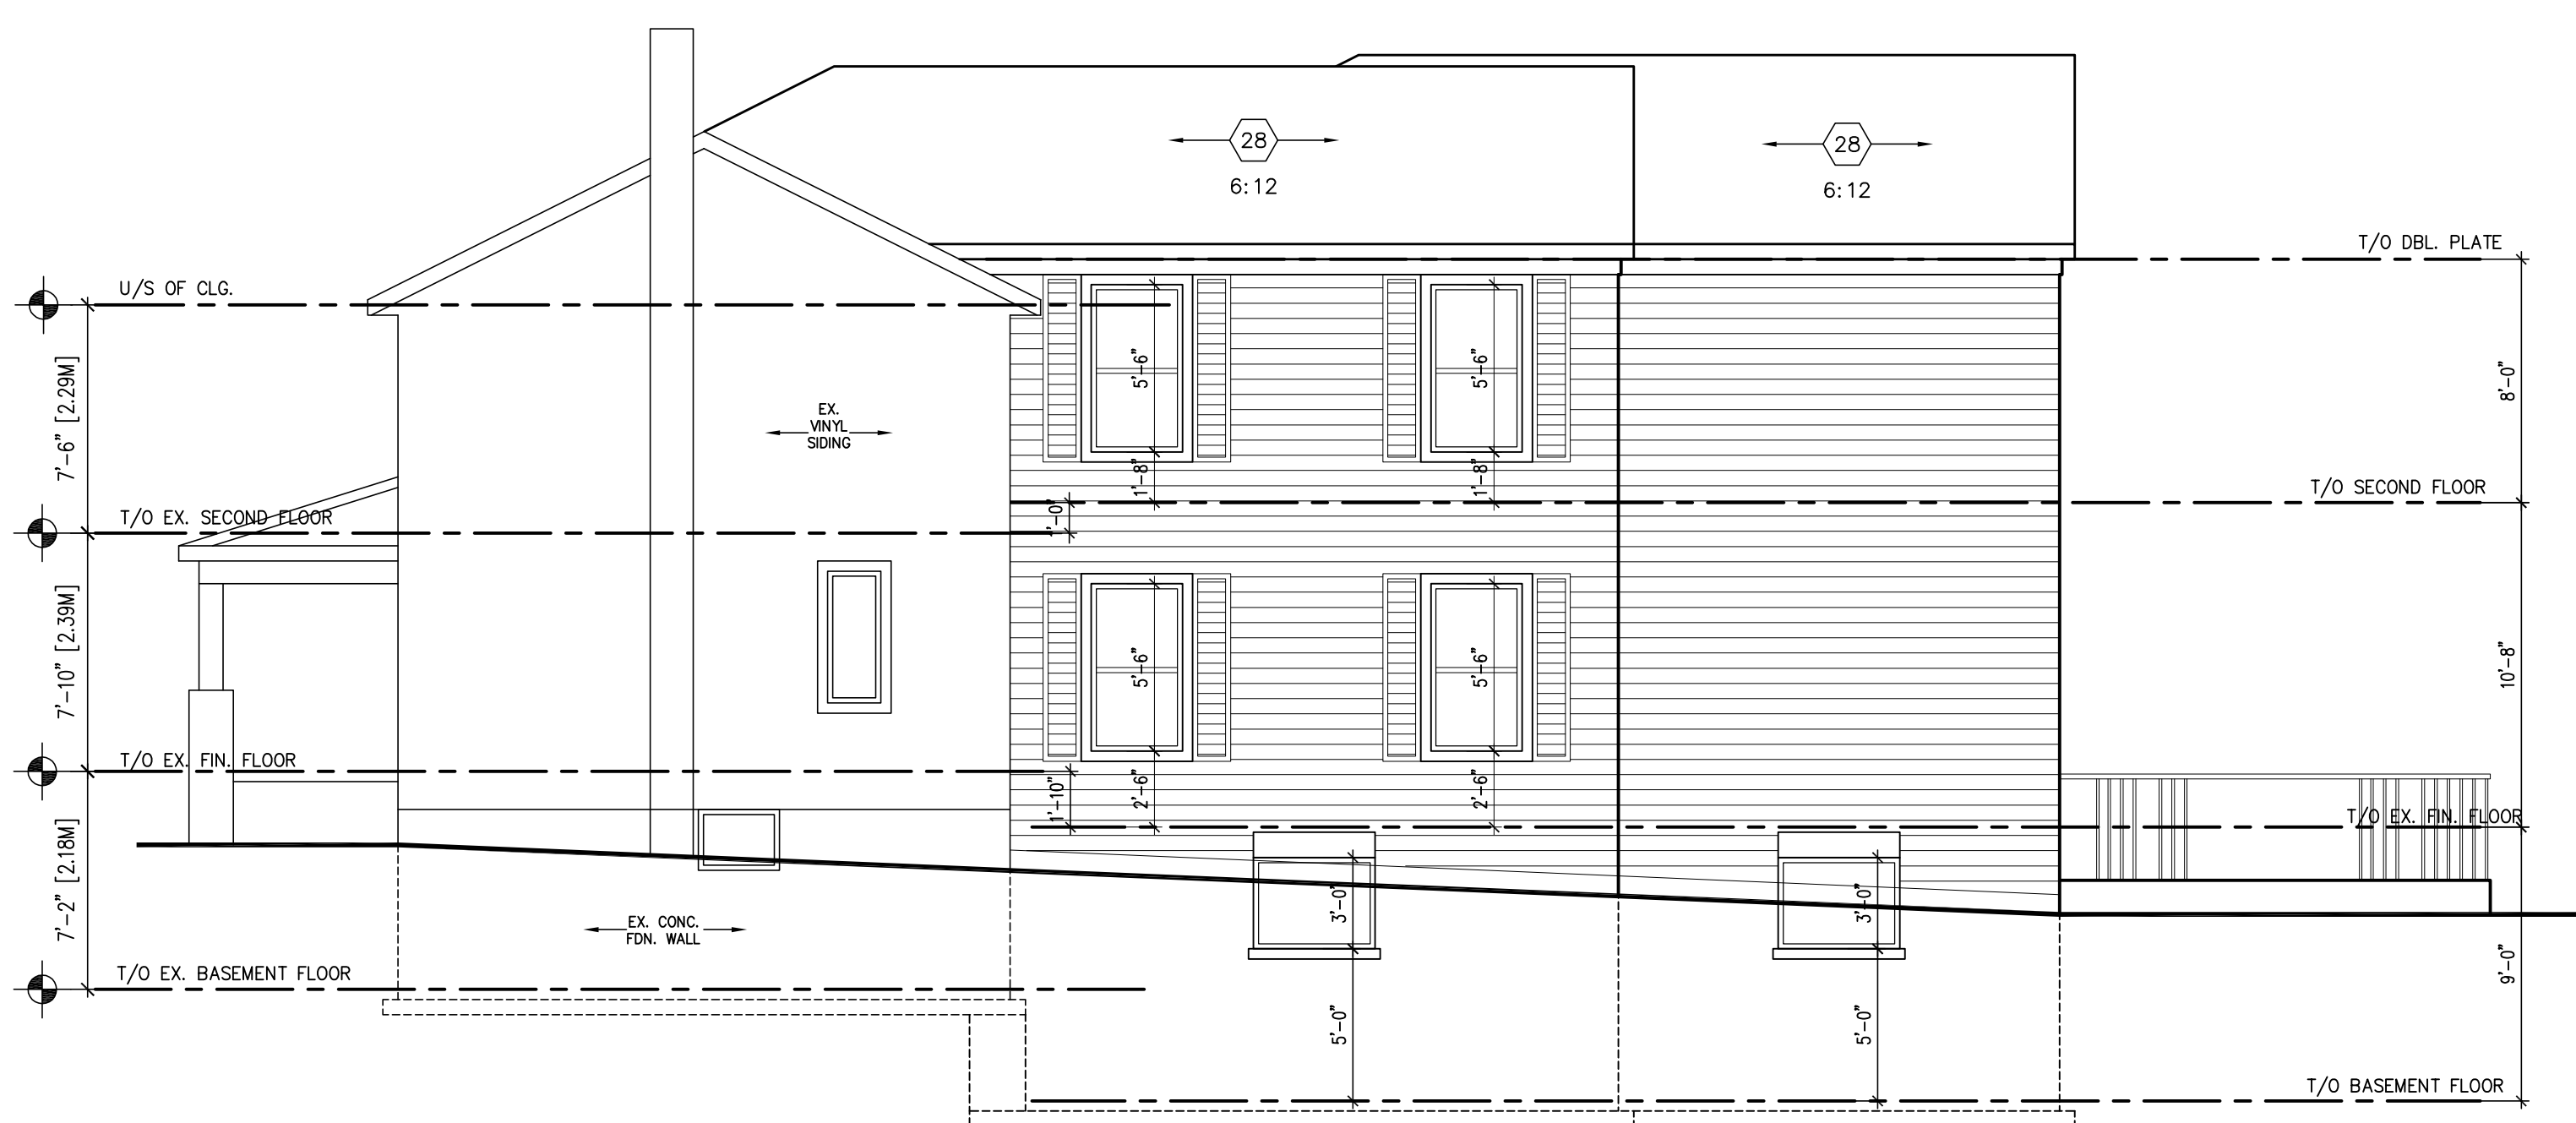 28
6:12
28
6:12
T/O DBL. PLATE
U/S OF CLG.
7'-6" [2.29M]
5'-6"
5'-6"
8'-0"
EX.
VINYL
SIDING
1'-8"
1'-8"
T/O SECOND FLOOR
T/O EX. SECOND FLOOR
1'-0"
7'-10" [2.39M]
5'-6"
5'-6"
10'-8"
T/O EX. FIN. FLOOR
1'-10"
2'-6"
2'-6"
T/O EX. FIN. FLOOR
7'-2" [2.18M]
3'-0"
3'-0"
EX. CONC.
FDN. WALL
9'-0"
T/O EX. BASEMENT FLOOR
5'-0"
5'-0"
T/O BASEMENT FLOOR